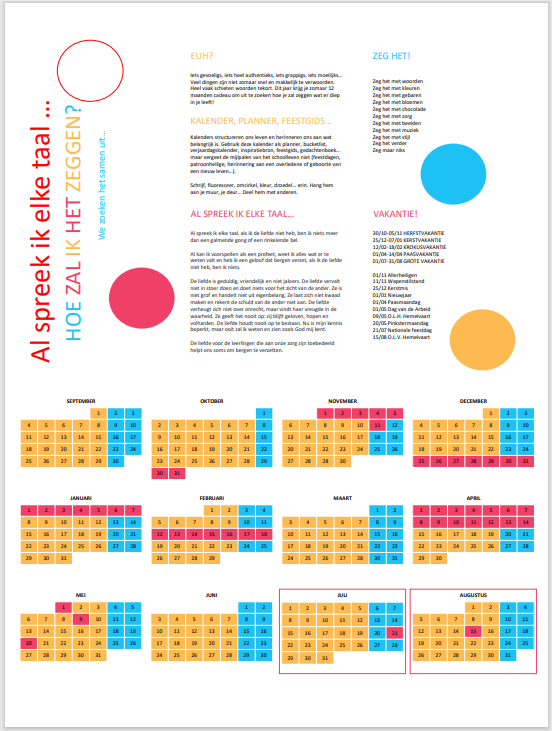 Al spreek ik elke taal …
HOE ZAL IK HET ZEGGEN?
We zoeken het samen uit…
EUH?
Iets gevoeligs, iets heel authentieks, iets grappigs, iets moeilijks…
Veel dingen zijn niet zomaar snel en makkelijk te verwoorden.
Heel vaak schieten woorden tekort. Dit jaar krijg je zomaar 12
maanden cadeau om uit te zoeken hoe je zal zeggen wat er diep
in je leeft!
KALENDER, PLANNER, FEESTGIDS…
Kalenders structureren ons leven en herinneren ons aan wat
belangrijk is. Gebruik deze kalender als planner, bucketlist,
verjaardagskalender, inspiratiebron, feestgids, gedachtenboek…
maar vergeet de mijlpalen van het schoolleven niet (feestdagen,
patroonheilige, herinnering aan een overledene of geboorte van
een nieuw leven…).
Schrijf, fluoresceer, omcirkel, kleur, droedel… erin. Hang hem
aan je muur, je deur… Deel hem met anderen.
AL SPREEK IK ELKE TAAL…
Al spreek ik elke taal, als ik de liefde niet heb, ben ik niets meer
dan een galmende gong of een rinkelende bel.
Al kan ik voorspellen als een profeet, weet ik alles wat er te
weten valt en heb ik een geloof dat bergen verzet, als ik de liefde
niet heb, ben ik niets.
De liefde is geduldig, vriendelijk en niet jaloers. De liefde vervalt
niet in stoer doen en doet niets voor het zicht van de ander. Ze is
niet grof en handelt niet uit eigenbelang. Ze laat zich niet kwaad
maken en rekent de schuld van de ander niet aan. De liefde
verheugt zich niet over onrecht, maar vindt haar vreugde in de
waarheid. Ze geeft het nooit op: zij blijft geloven, hopen en
volharden. De liefde houdt nooit op te bestaan. Nu is mijn kennis
beperkt, maar ooit zal ik weten en zien zoals God mij kent.
De liefde voor de leerlingen die aan onze zorg zijn toebedeeld
helpt ons soms om bergen te verzetten.
ZEG HET!
Zeg het met woorden
Zeg het met kleuren
Zeg het met gebaren
Zeg het met bloemen
Zeg het met chocolade
Zeg het met zorg
Zeg het met beelden
Zeg het met muziek
Zeg het met stijl
Zeg het verder
Zeg maar niks
VAKANTIE!
30/10-05/11 HERFSTVAKANTIE
25/12-07/01 KERSTVAKANTIE
12/02-18/02 KROKUSVAKANTIE
01/04-14/04 PAASVAKANTIE
01/07-31/08 GROTE VAKANTIE
01/11 Allerheiligen
11/11 Wapenstilstand
25/12 Kerstmis
01/01 Nieuwjaar
01/04 Paasmaandag
01/05 Dag van de Arbeid
09/05 O.L.H. Hemelvaart
20/05 Pinkstermaandag
21/07 Nationale feestdag
15/08 O.L.V. Hemelvaart
SEPTEMBER
1 2 3
4 5 6 7 8 9 10
11 12 13 14 15 16 17
18 19 20 21 22 23 24
25 26 27 28 29 30
OKTOBER
1
2 3 4 5 6 7 8
9 10 11 12 13 14 15
16 17 18 19 20 21 22
23 24 25 26 27 28 29
30 31
NOVEMBER
1 2 3 4 5
6 7 8 9 10 11 12
13 14 15 16 17 18 19
20 21 22 23 24 25 26
27 28 29 30
DECEMBER
1 2 3
4 5 6 7 8 9 10
11 12 13 14 15 16 17
18 19 20 21 22 23 24
25 26 27 28 29 30 31
JANUARI
1 2 3 4 5 6 7
8 9 10 11 12 13 14
15 16 17 18 19 20 21
22 23 24 25 26 27 28
29 30 31
FEBRUARI
1 2 3 4
5 6 7 8 9 10 11
12 13 14 15 16 17 18
19 20 21 22 23 24 25
26 27 28 29
MAART
1 2
4 5 6 7 8 9 10
11 12 13 14 15 16 17
18 19 20 21 22 23 24
25 26 27 28 29 30 31
APRIL
1 2 3 4 5 6 7
8 9 10 11 12 13 14
15 16 17 18 19 20 21
22 23 24 25 26 27 28
29 30
MEI
1 2 3 4 5
6 7 8 9 10 11 12
13 14 15 16 17 18 19
20 21 22 23 24 25 26
27 28 29 30 31
JUNI
1 2
3 4 5 6 7 8 9
10 11 12 13 14 15 16
17 18 19 20 21 22 23
24 25 26 27 28 29 30
JULI
1 2 3 4 5 6 7
8 9 10 11 12 13 14
15 16 17 18 19 20 21
22 23 24 25 26 27 28
29 30 31
AUGUSTUS
1 2 3 4
5 6 7 8 9 10 11
12 13 14 15 16 17 18
19 20 21 22 23 24 25
26 27 28 29 30 31